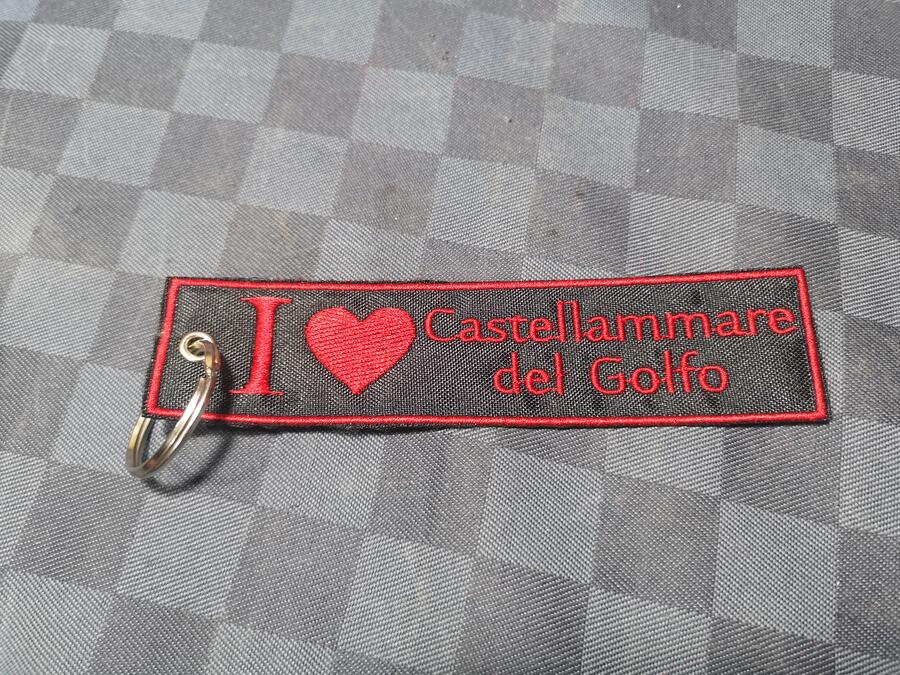 I ❤ Castellammare
del Golfo